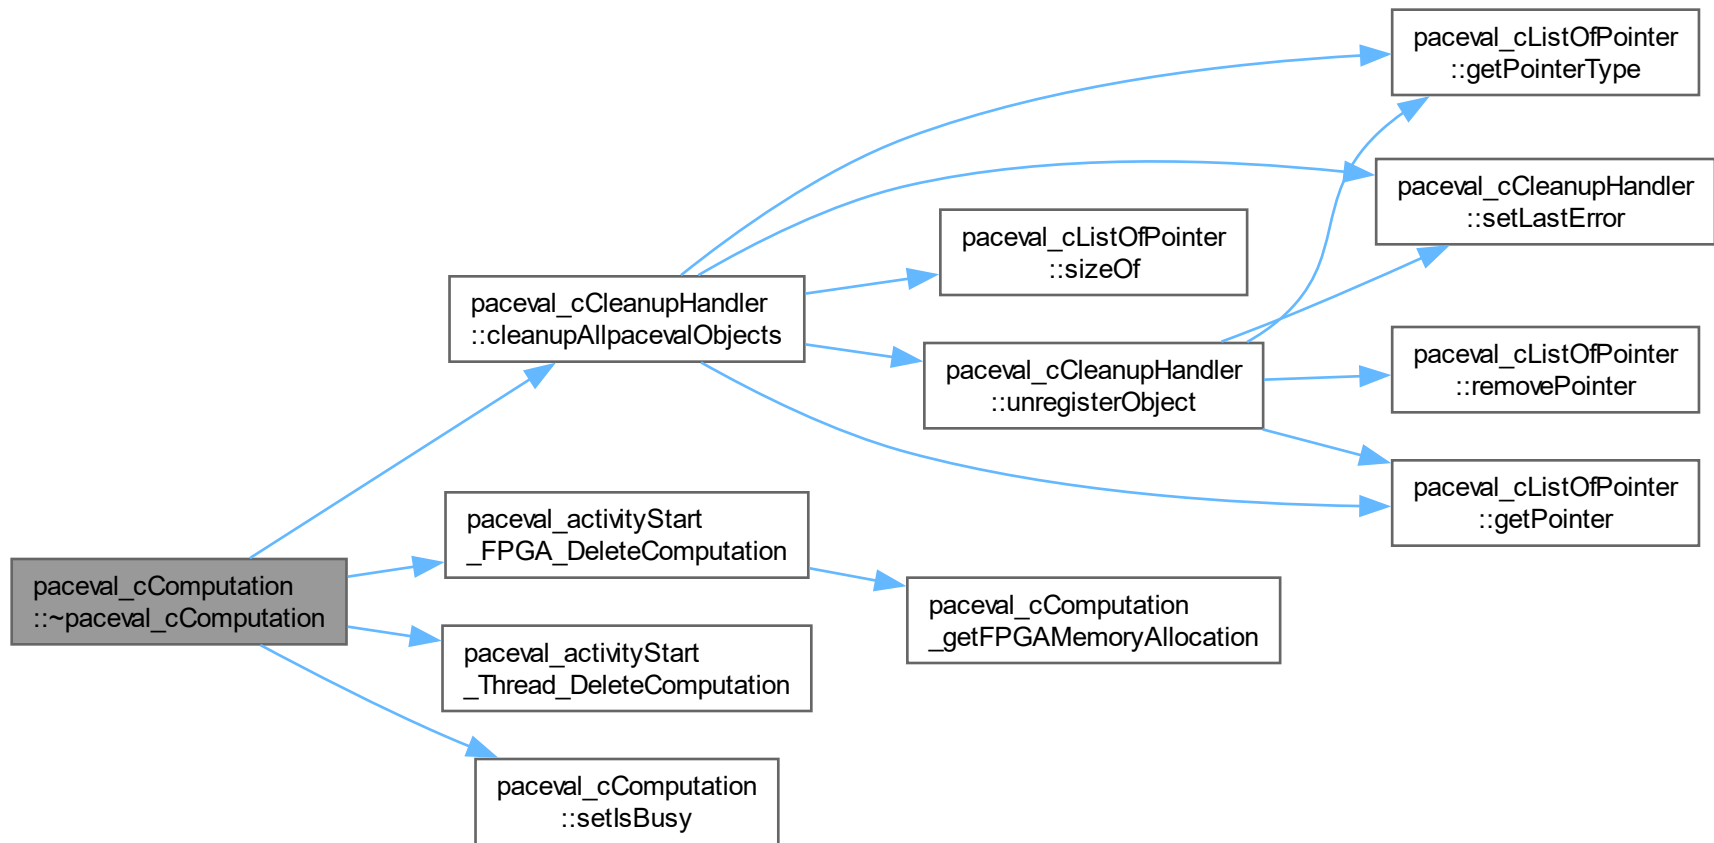 paceval_cListOfPointer
::getPointerType
paceval_cCleanupHandler
::setLastError
paceval_cListOfPointer
::sizeOf
paceval_cCleanupHandler
::cleanupAllpacevalObjects
paceval_cCleanupHandler
::unregisterObject
paceval_cListOfPointer
::removePointer
paceval_cListOfPointer
::getPointer
paceval_activityStart
_FPGA_DeleteComputation
paceval_cComputation
::~paceval_cComputation
paceval_cComputation
_getFPGAMemoryAllocation
paceval_activityStart
_Thread_DeleteComputation
paceval_cComputation
::setIsBusy